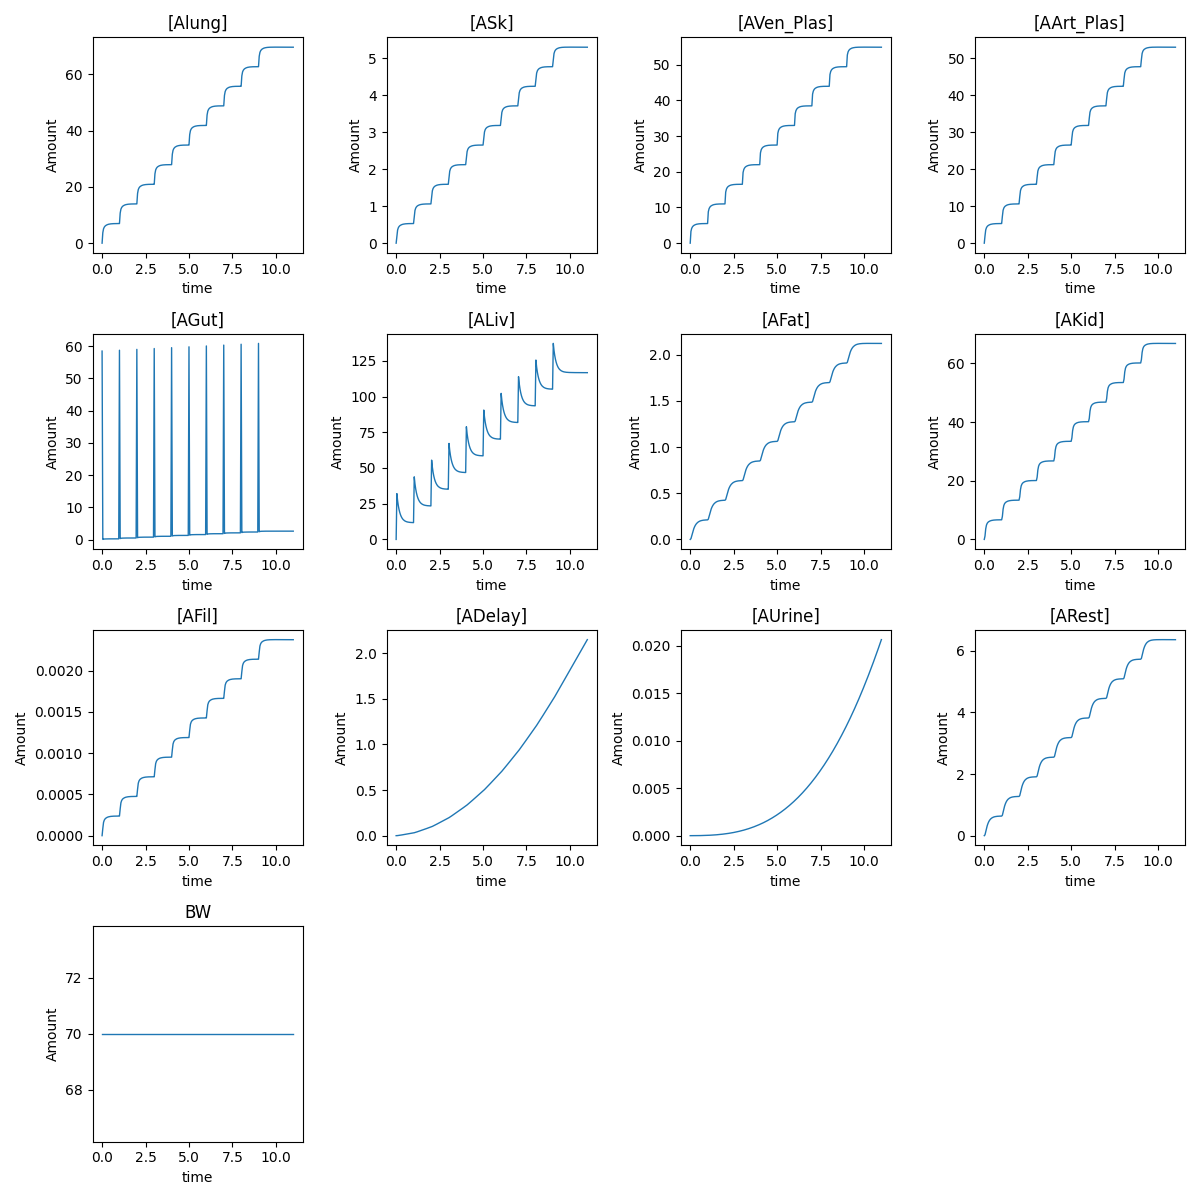 [Alung] [ASk] [AVen_Plas] [AArt_Plas]
60 40 20 0
5 4 3 2 1 0
50 40 30 20 10 0
50 40 30 20 10 0
Amount Amount Amount Amount
0.0 2.5 5.0 7.5 10.0 0.0 2.5 5.0 7.5 10.0 0.0 2.5 5.0 7.5 10.0 0.0 2.5 5.0 7.5 10.0
time time time time
[AGut] [ALiv] [AFat] [AKid]
60 50 40 30 20 10 0
125 100 75 50 25 0
2.0 1.5 1.0 0.5 0.0
60 40 20 0
Amount Amount Amount Amount
0.0 2.5 5.0 7.5 10.0 0.0 2.5 5.0 7.5 10.0 0.0 2.5 5.0 7.5 10.0 0.0 2.5 5.0 7.5 10.0
time time time time
[AFil] [ADelay] [AUrine] [ARest]
0.0020 0.0015 0.0010 0.0005 0.0000
2.0 1.5 1.0 0.5 0.0
0.020 0.015 0.010 0.005 0.000
6 4 2 0
Amount Amount Amount Amount
0.0 2.5 5.0 7.5 10.0 0.0 2.5 5.0 7.5 10.0 0.0 2.5 5.0 7.5 10.0 0.0 2.5 5.0 7.5 10.0
time time time time
BW
72 70 68
Amount
0.0 2.5 5.0 7.5 10.0
time